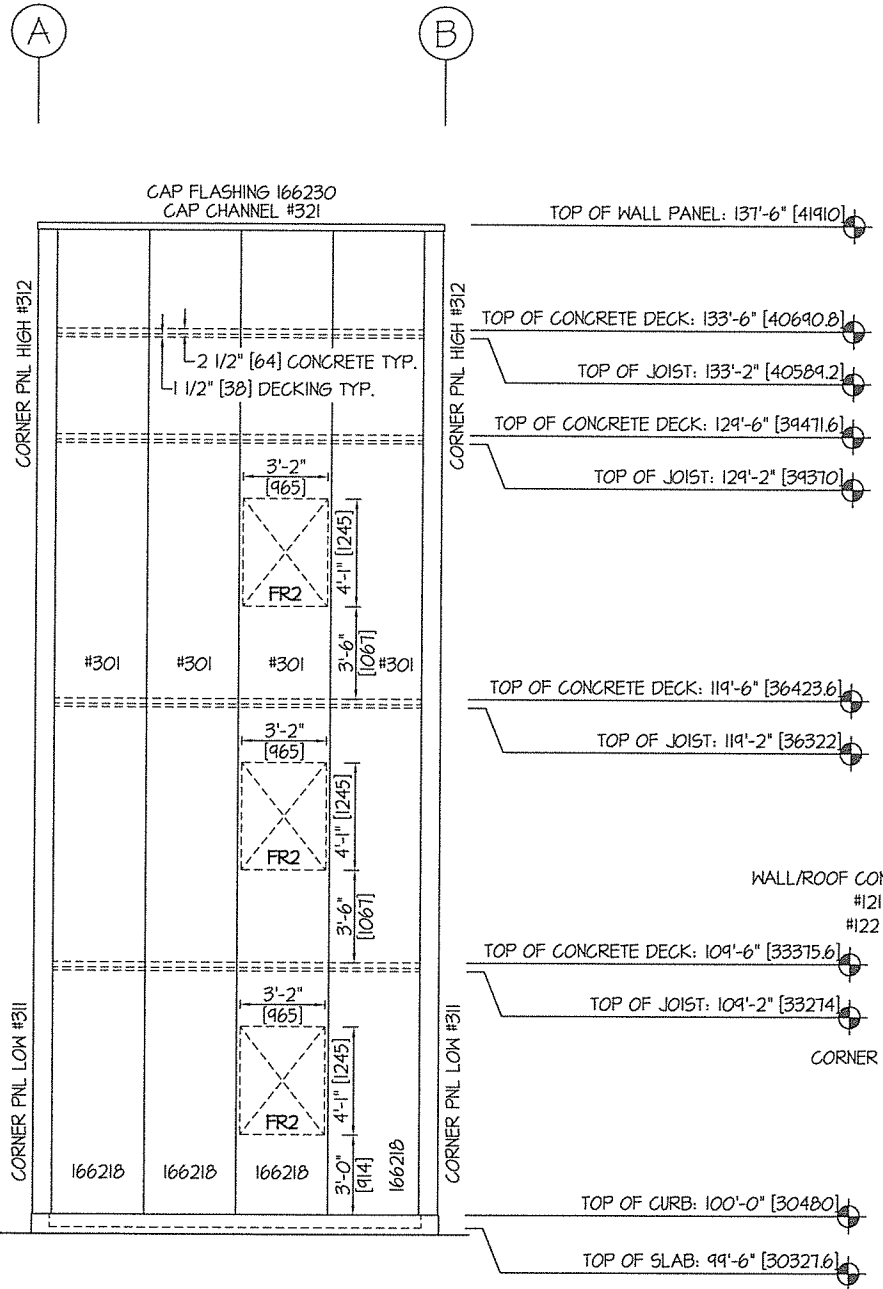 A
B
CAP FLASHING 166230
CAP CHANNEL #321
TOP OF WALL PANEL: 137'-6" [41910]
CORNER PNL HIGH #312
CORNER PNL HIGH #312
TOP OF CONCRETE DECK: 133'-6" [40690.8]
2 1/2" [64] CONCRETE TYP.
1 1/2" [38] DECKING TYP.
TOP OF JOIST: 133'-2" [40589.2]
TOP OF CONCRETE DECK: 129'-6" [39471.6]
TOP OF JOIST: 129'-2" [39370]
3'-2"
[965]
4'-1" [1245]
FR2
3'-6"
[1067]
#301
#301
#301
#301
TOP OF CONCRETE DECK: 119'-6" [36423.6]
TOP OF JOIST: 119'-2" [36322]
3'-2"
[965]
4'-1" [1245]
FR2
3'-6"
[1067]
WALL/ROOF CON
#121
#122
TOP OF CONCRETE DECK: 109'-6" [33375.6]
TOP OF JOIST: 109'-2" [33274]
CORNER
3'-2"
[965]
4'-1" [1245]
FR2
CORNER PNL LOW #311
CORNER PNL LOW #311
3'-0"
[914]
166218
166218
166218
166218
TOP OF CURB: 100'-0" [30480]
TOP OF SLAB: 99'-6" [30327.6]